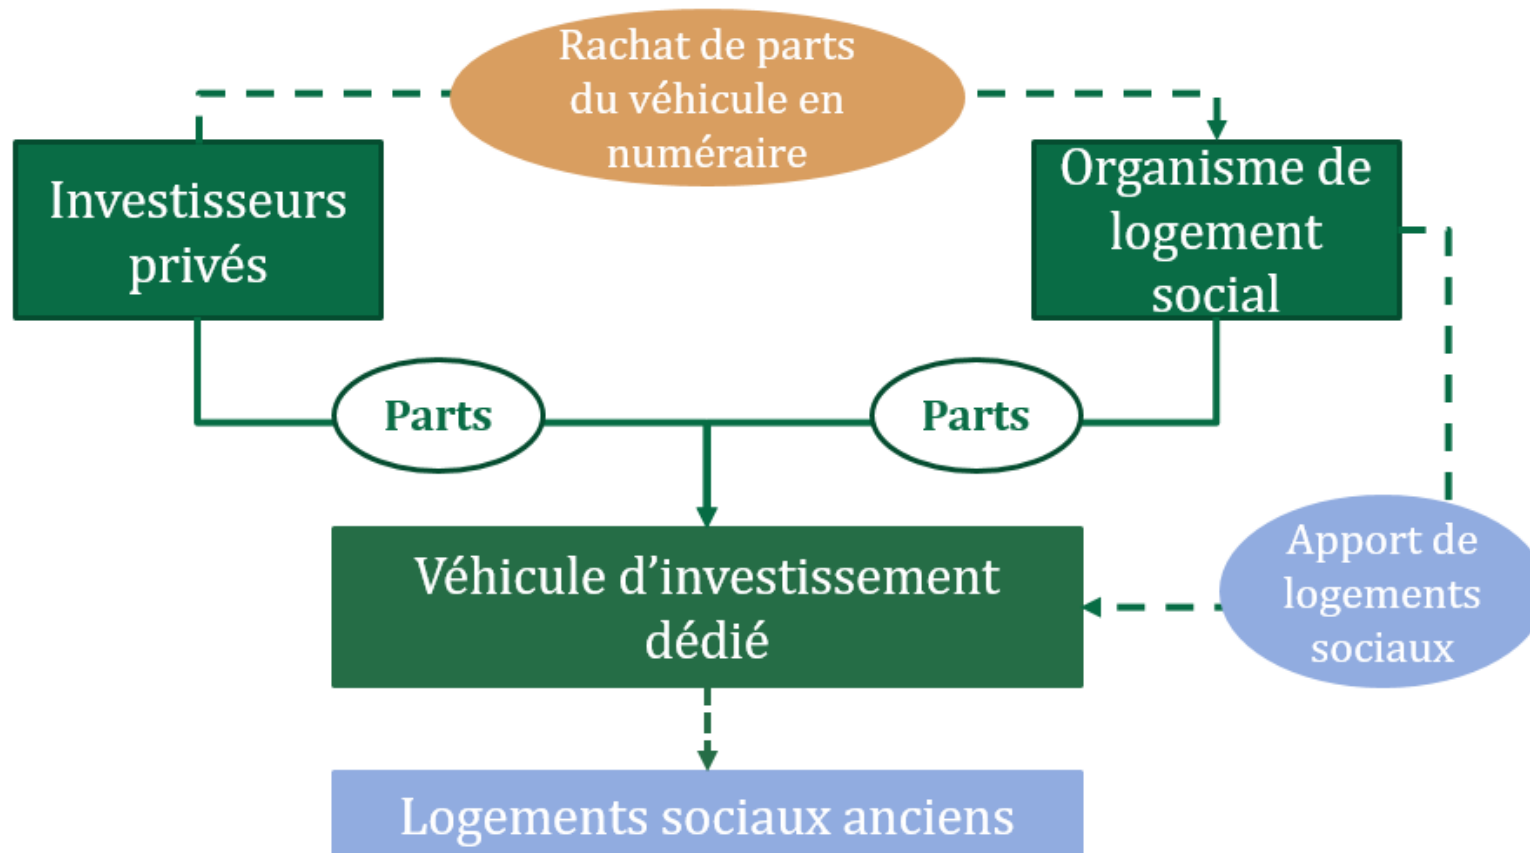 Rachat de parts
du véhicule en
numéraire
Investisseurs
privés
Organisme de
logement
social
Parts
Parts
Véhicule d’investissement
dédié
Apport de
logements
sociaux
Logements sociaux anciens